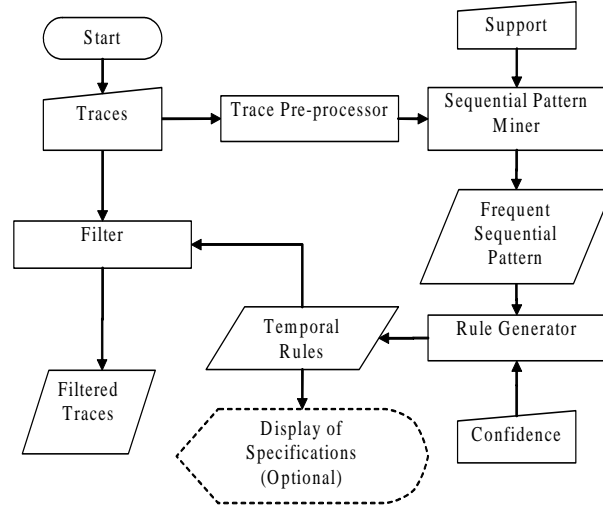 Start
Support
Traces
Trace Pre-processor
Sequential Pattern
Miner
Filter
Frequent
Sequential
Pattern
Temporal
Rules
Rule Generator
Filtered
Traces
Display of
Specifications
(Optional)
Confidence